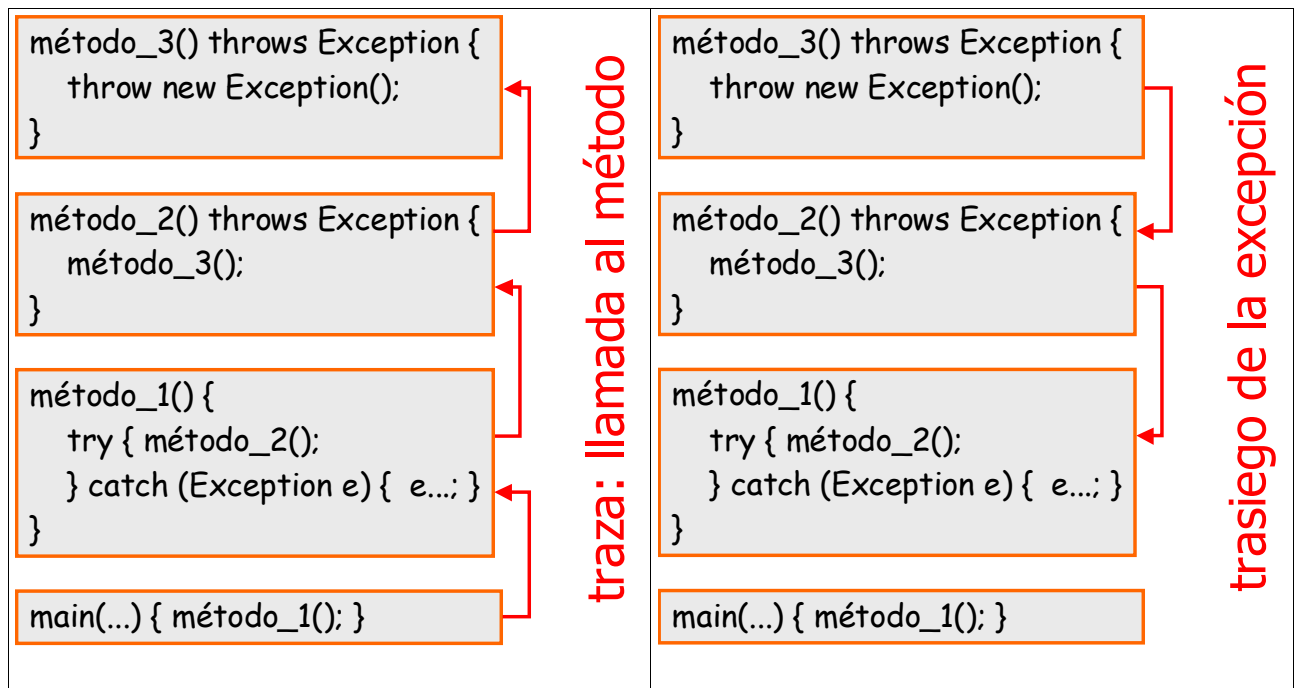 método_3() throws Exception {
throw new Exception();
}
método_2() throws Exception {
método_3();
}
método_1() {
try { método_2();
} catch (Exception e) { e...; }
}
main(...) { método_1(); }
traza: llamada al método
método_3() throws Exception {
throw new Exception();
}
método_2() throws Exception {
método_3();
}
método_1() {
try { método_2();
} catch (Exception e) { e...; }
}
main(...) { método_1(); }
trasiego de la excepción